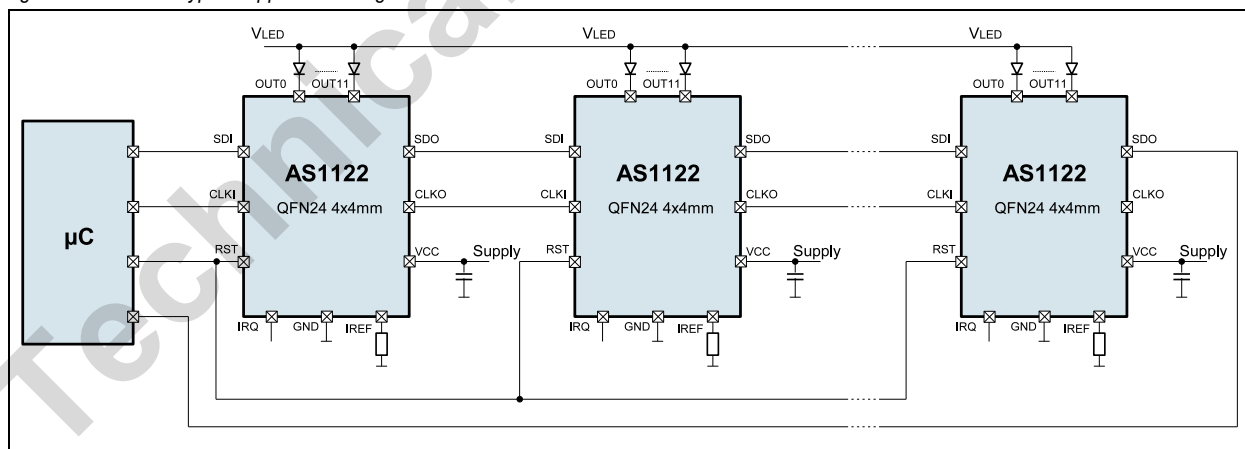 VLED
VLED
VLED
OUT0 OUT11
OUT0 OUT11
OUT0 OUT11
SDI
SDO
SDI
SDO
SDI
SDO
AS1122
AS1122
AS1122
CLKI
QFN24 4x4mm
CLKO
CLKI
QFN24 4x4mm
CLKO
CLKI
QFN24 4x4mm
CLKO
µC
RST
VCC
Supply
RST
VCC
Supply
RST
VCC
Supply
IRQ GND IREF
IRQ GND IREF
IRQ GND IREF
Technical